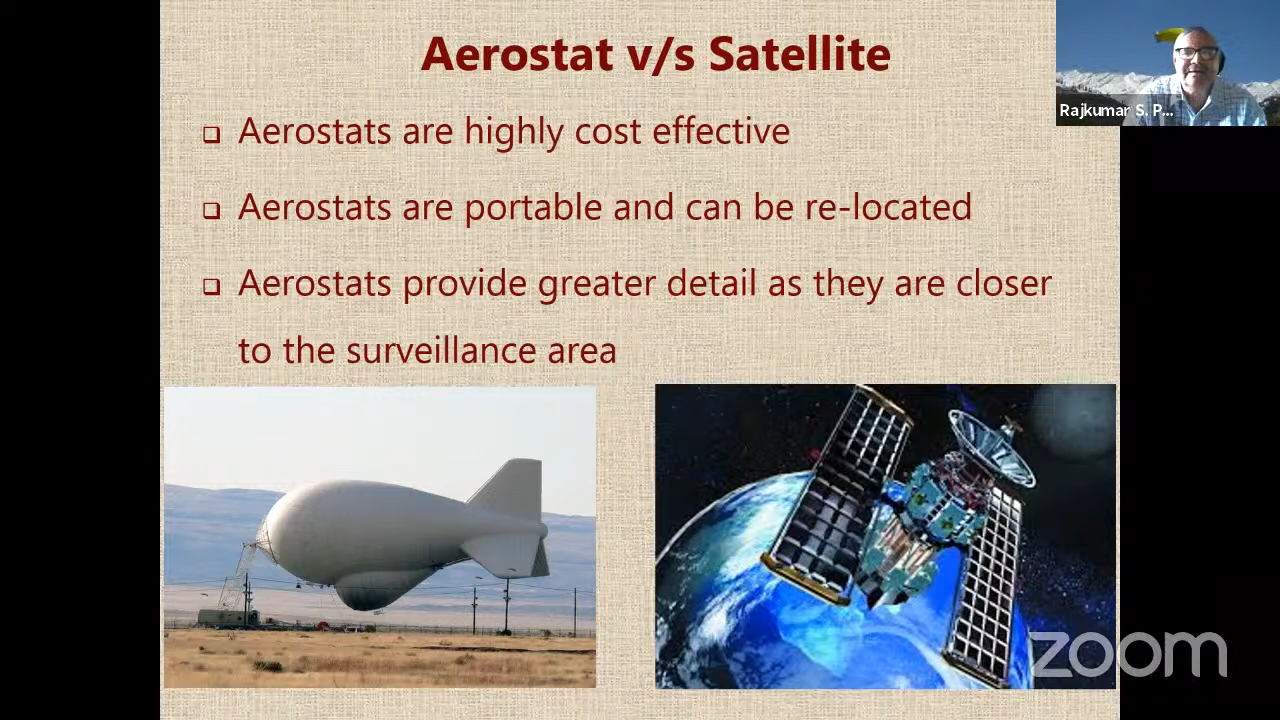 Aerostat v/s Satellite
Rajkumar S. P...
Aerostats are highly cost effective
Aerostats are portable and can be re-located
Aerostats provide greater detail as they are closer
to the surveillance area
zoom